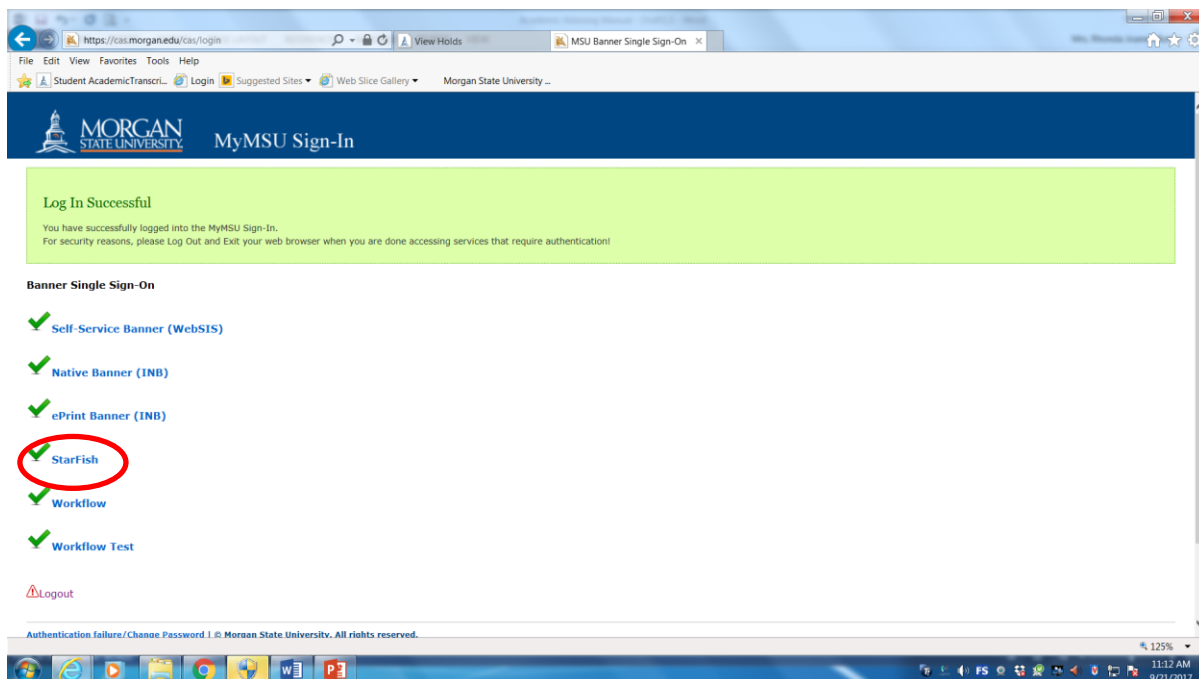 https://cas.morgan.edu/cas/login
View Holds
MSU Banner Single Sign-On
File Edit View Favorites Tools Help
Student AcademicTranscri... Login Suggested Sites Web Slice Gallery Morgan State University ...
MORGAN
STATE UNIVERSITY.
MyMSU Sign-In
Log In Successful
You have successfully logged into the MyMSU Sign-In.
For security reasons, please Log Out and Exit your web browser when you are done accessing services that require authentication!
Banner Single Sign-On
Self-Service Banner (WebSIS)
Native Banner (INB)
ePrint Banner (INB)
StarFish
Workflow
Workflow Test
Logout
Authentication failure/Change Password | © Morgan State University. All rights reserved.
125%
FS
11:12 AM
9/21/2017